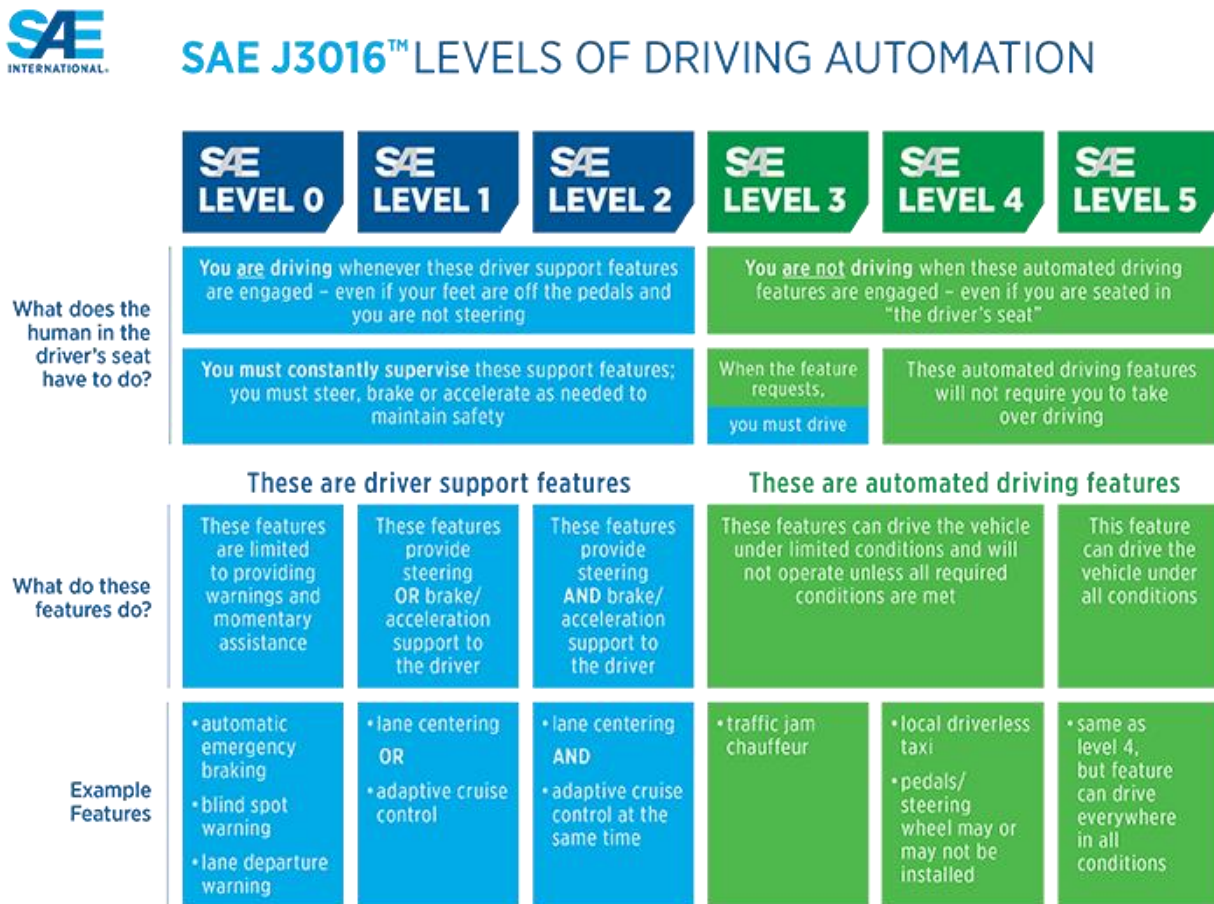 SAE
INTERNATIONAL®
SAE J3016™ LEVELS OF DRIVING AUTOMATION
SAE
LEVEL 0
SAE
LEVEL 1
SAE
LEVEL 2
SAE
LEVEL 3
SAE
LEVEL 4
SAE
LEVEL 5
What does the
human in the
driver's seat
have to do?
You are driving whenever these driver support features
are engaged – even if your feet are off the pedals and
you are not steering
You are not driving when these automated driving
features are engaged – even if you are seated in
"the driver's seat"
You must constantly supervise these support features;
you must steer, brake or accelerate as needed to
maintain safety
When the feature
requests,
you must drive
These automated driving features
will not require you to take
over driving
These are driver support features
These are automated driving features
What do these
features do?
These features
are limited
to providing
warnings and
momentary
assistance
These features
provide
steering
OR brake/
acceleration
support to
the driver
These features
provide
steering
AND brake/
acceleration
support to
the driver
These features can drive the vehicle
under limited conditions and will
not operate unless all required
conditions are met
This feature
can drive the
vehicle under
all conditions
Example
Features
•automatic
emergency
braking
•blind spot
warning
•lane departure
warning
•lane centering
OR
•adaptive cruise
control
•lane centering
AND
•adaptive cruise
control at the
same time
•traffic jam
chauffeur
•local driverless
taxi
•pedals/
steering
wheel may or
may not be
installed
•same as
level 4,
but feature
can drive
everywhere
in all
conditions